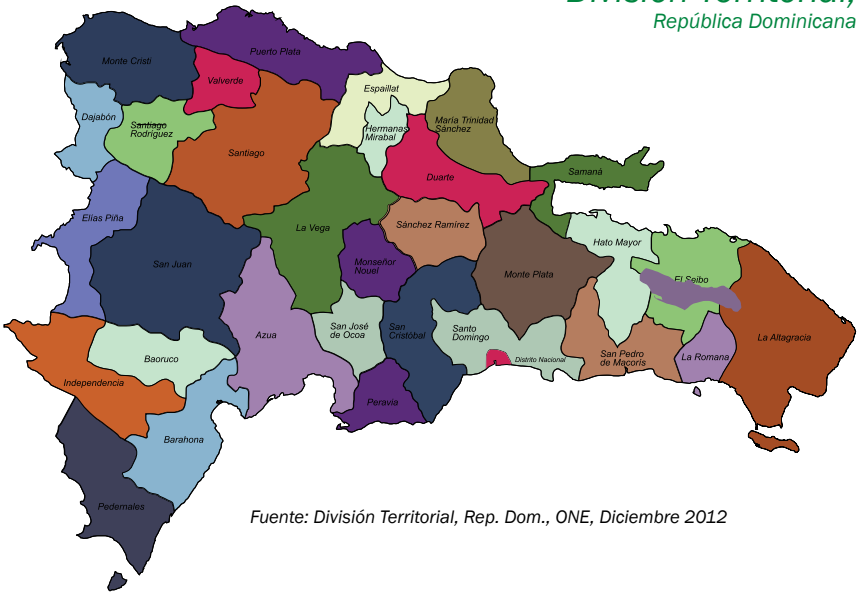 División Territorial,
República Dominicana
Puerto Plata
Monte Cristi
Valverde
Espaillat
Dajabón
Santiago
Rodríguez
Hermanas
Mirabal
María Trinidad
Sánchez
Santiago
Duarte
Samaná
Elías Piña
La Vega
Sánchez Ramírez
Hato Mayor
San Juan
Monseñor
Nouel
Monte Plata
El Seibo
Azua
San José
de Ocoa
San
Cristóbal
Santo
Domingo
Distrito Nacional
San Pedro
de Macorís
La Romana
La Altagracia
Baoruco
Independencia
Peravia
Barahona
Pedernales
Fuente: División Territorial, Rep. Dom., ONE, Diciembre 2012